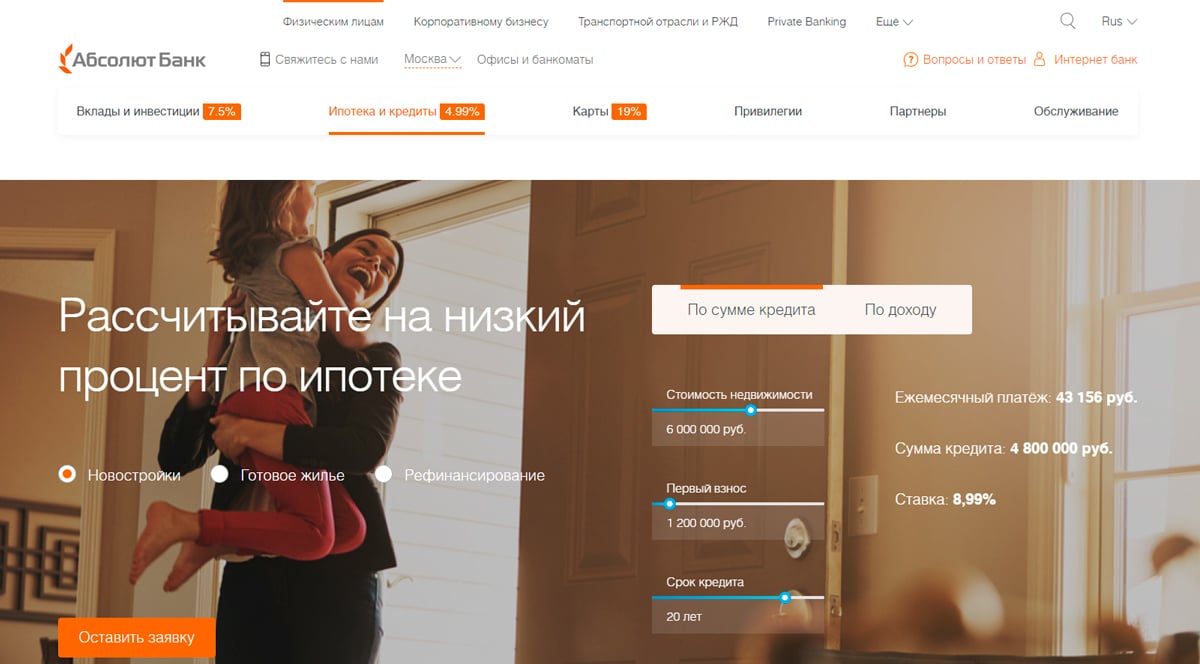 Физическим лицам Корпоративному бизнесу Транспортной отрасли и РЖД Private Banking Ещё Rus
Абсолют Банк Свяжитесь с нами Москва Офисы и банкоматы ? Вопросы и ответы Интернет банк
Вклады и инвестиции 7.5% Ипотека и кредиты 4.99% Карты 19% Привилегии Партнеры Обслуживание
Рассчитывайте на низкий
процент по ипотеке
Новостройки Готовое жилье Рефинансирование
Оставить заявку
По сумме кредита По доходу
Стоимость недвижимости
6 000 000 руб.
Первый взнос
1 200 000 руб.
Срок кредита
20 лет
Ежемесячный платёж: 43 156 руб.
Сумма кредита: 4 800 000 руб.
Ставка: 8,99%